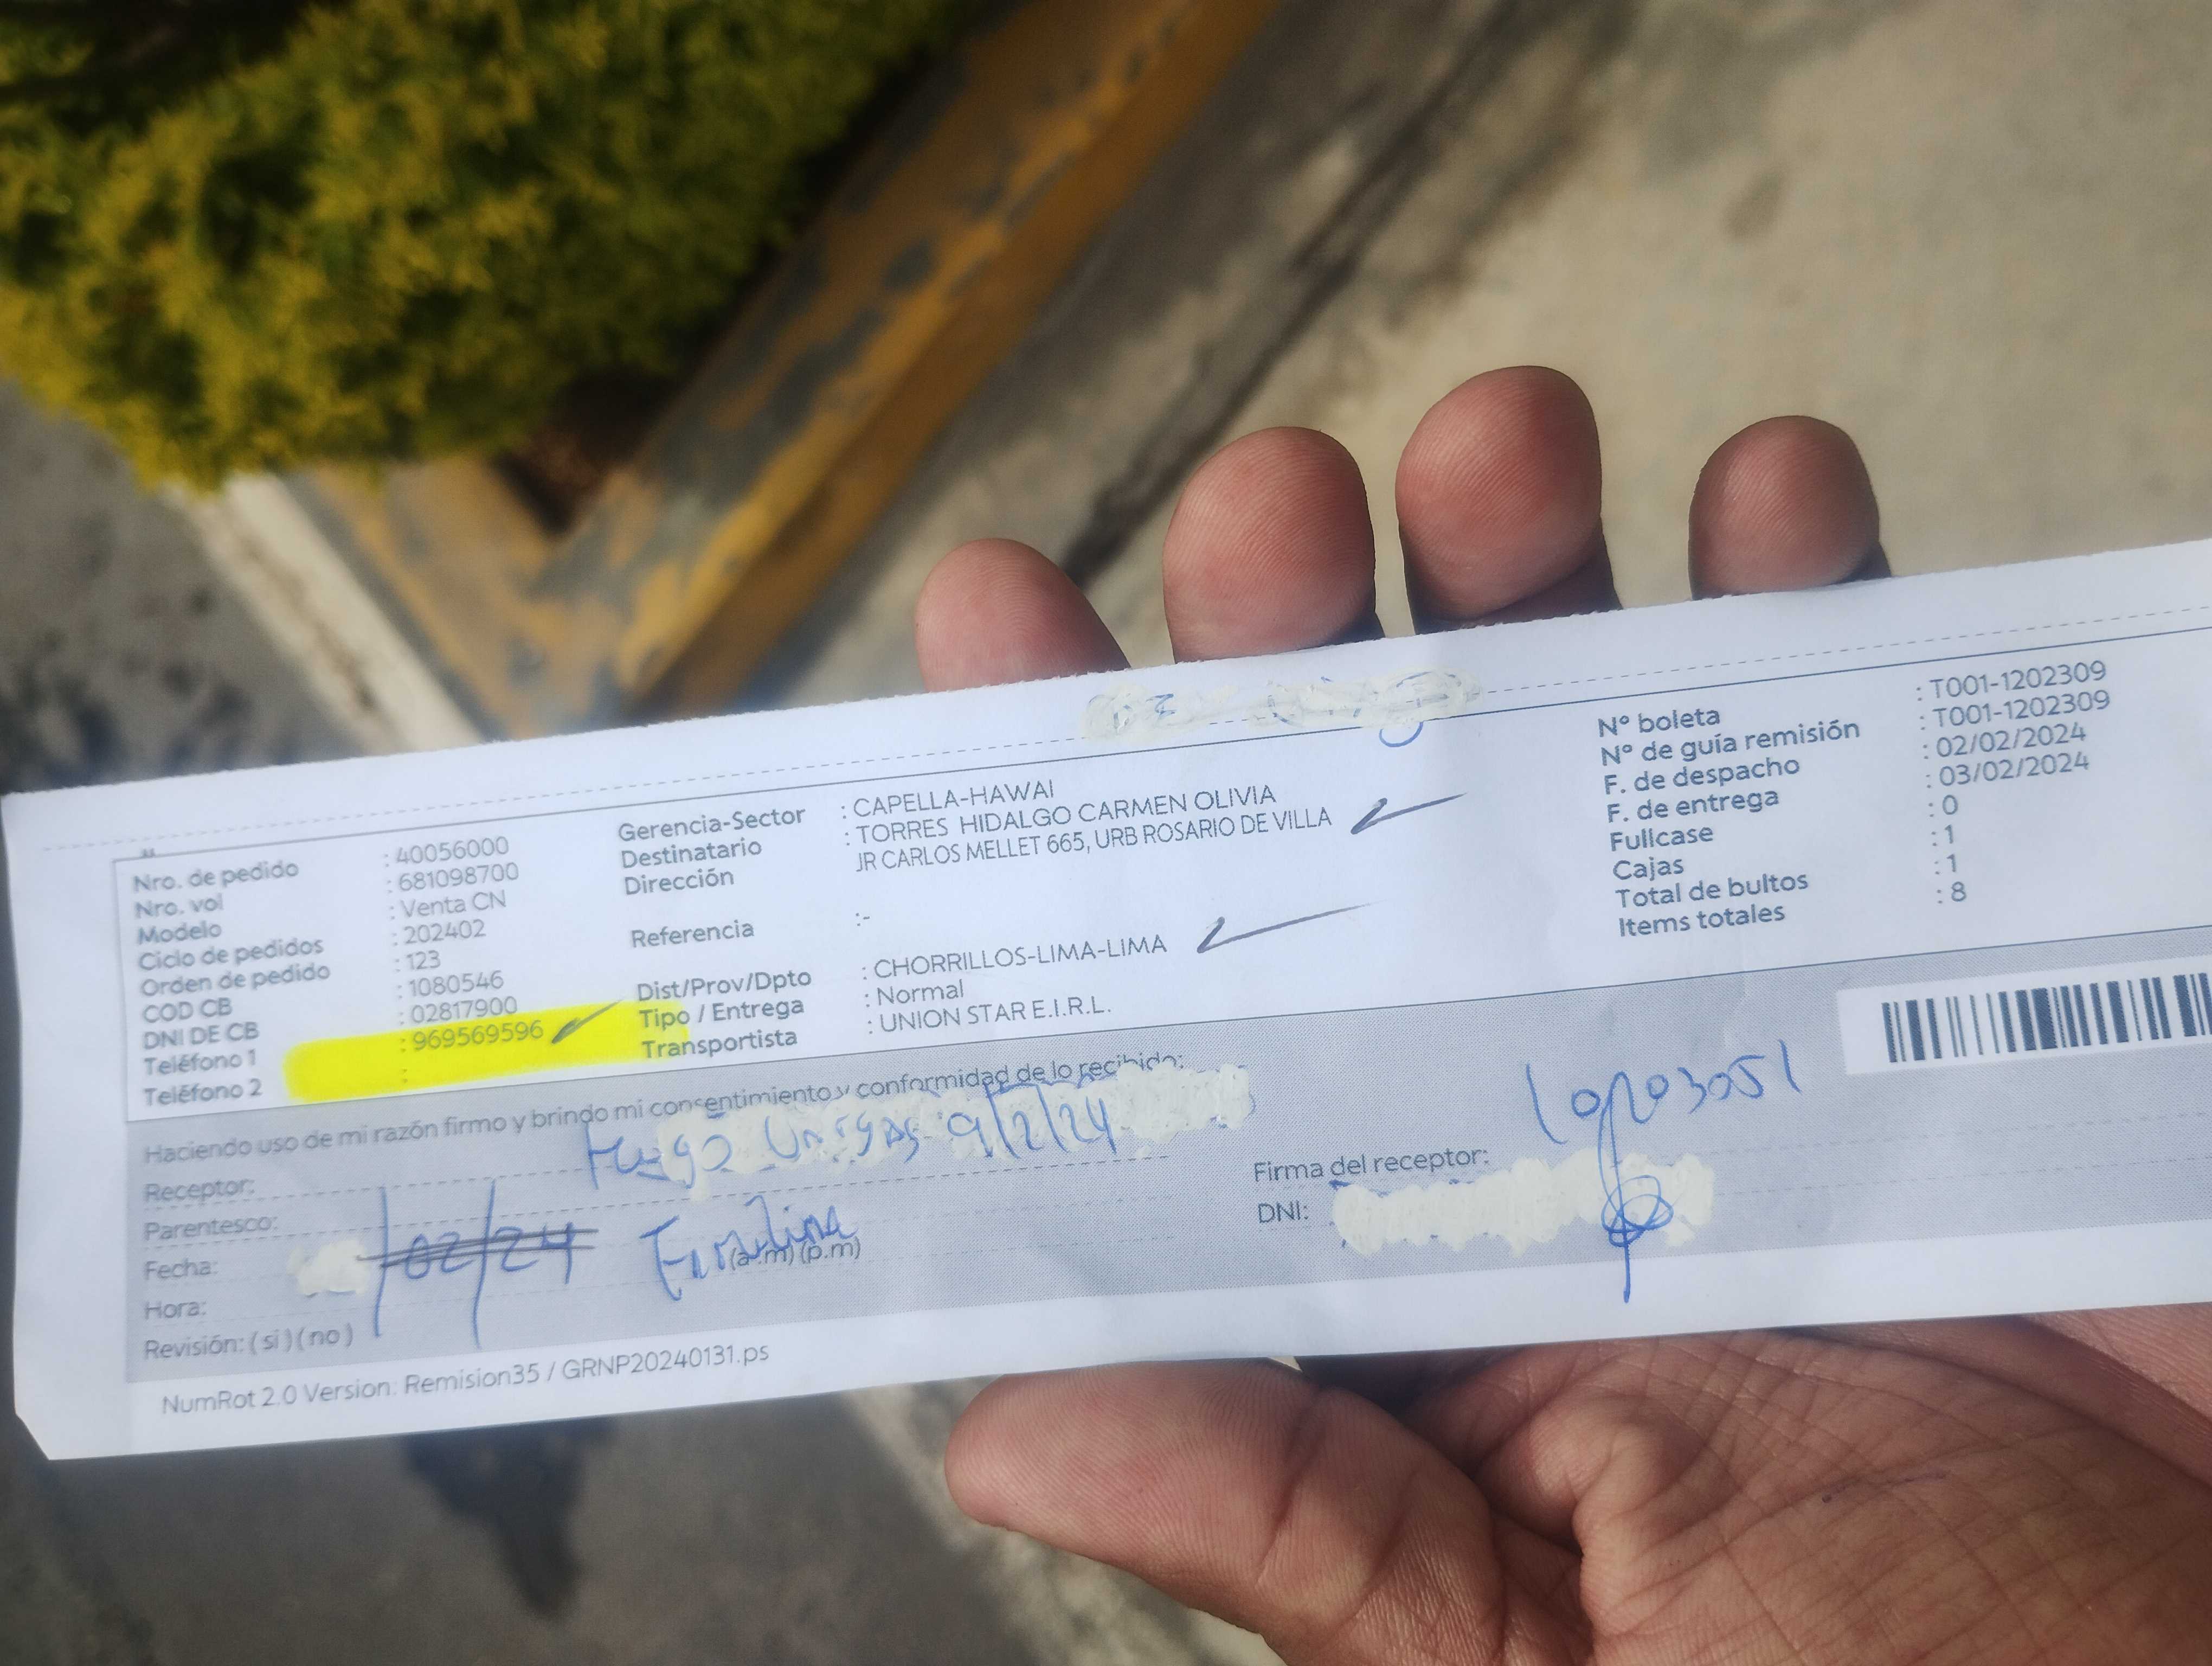 Nro. de pedido : 40056000
Nro. vol : 681098700
Modelo : Venta CN
Ciclo de pedidos : 202402
Orden de pedido : 123
COD CB : 1080546
DNI DE CB : 02817900
Teléfono 1 : 969569596
Teléfono 2 :
Gerencia-Sector : CAPELLA-HAWAI
Destinatario : TORRES HIDALGO CARMEN OLIVIA
Dirección JR CARLOS MELLET 665, URB ROSARIO DE VILLA
Referencia :-
Dist/Prov/Dpto : CHORRILLOS-LIMA-LIMA
Tipo / Entrega : Normal
Transportista : UNION STAR E.I.R.L.
N° boleta : T001-1202309
N° de guía remisión : T001-1202309
F. de despacho : 02/02/2024
F. de entrega : 03/02/2024
Fullcase : 0
Cajas : 1
Total de bultos : 1
Items totales : 8
Haciendo uso de mi razón firmo y brindo mi consentimiento y conformidad de lo recibido:
Receptor: Hugo 9/2/24
Parentesco:
Fecha: /02/24
Hora: (a.m) (p.m)
Revisión: ( si ) ( no )
Firma del receptor:
DNI:
NumRot 2.0 Version: Remision35 / GRNP20240131.ps